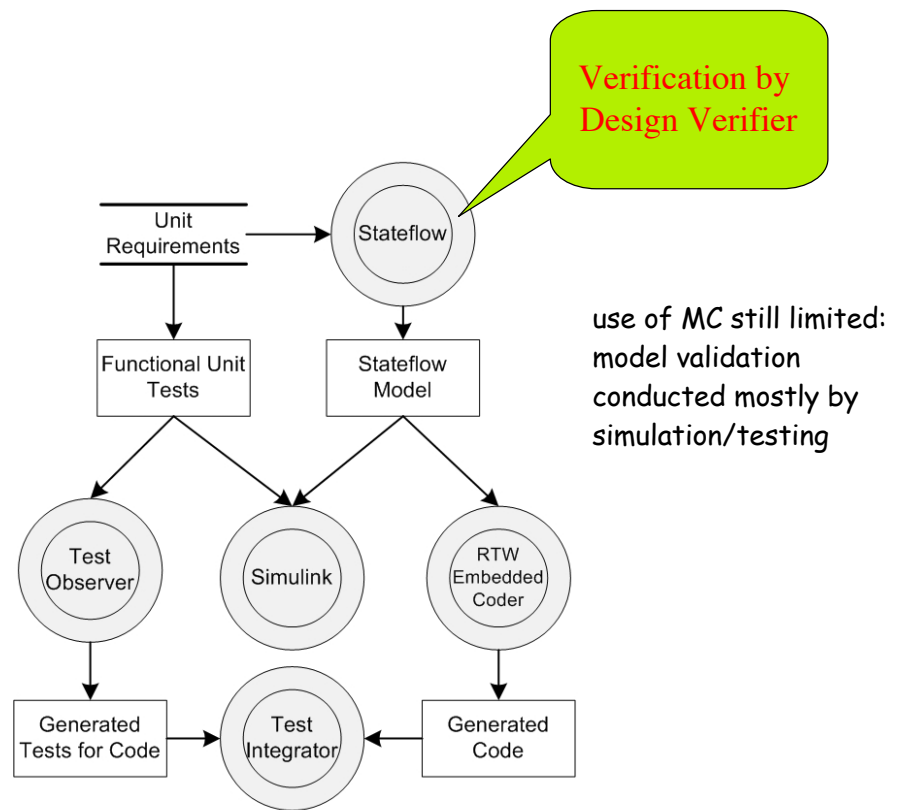 Verification by
Design Verifier
Unit
Requirements
Stateflow
use of MC still limited:
model validation
conducted mostly by
simulation/testing
Functional Unit
Tests
Stateflow
Model
Test
Observer
Simulink
RTW
Embedded
Coder
Generated
Tests for Code
Test
Integrator
Generated
Code